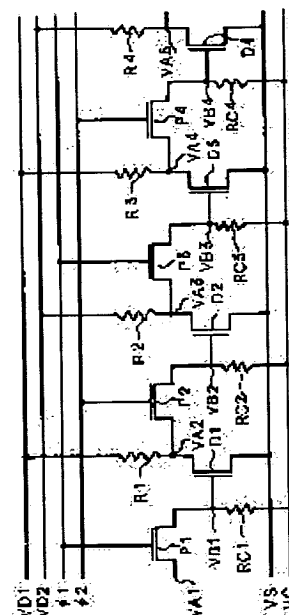 VD1
VD2
ϕ1
ϕ2
R1
R2
R3
R4
P1
P2
P3
P4
VA1
VA2
VA3
VA4
VA5
D1
D2
D3
D4
VB1
VB2
VB3
VB4
RC1
RC2
RC3
RC4
VS